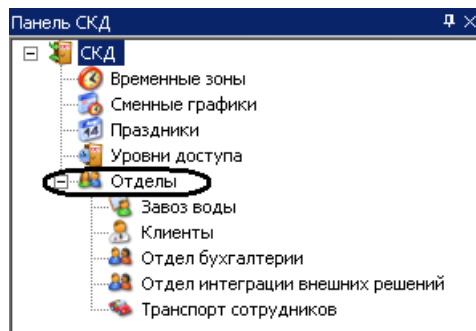 Панель СКД
СКД
Временные зоны
Сменные графики
Праздники
Уровни доступа
Отделы
Завоз воды
Клиенты
Отдел бухгалтерии
Отдел интеграции внешних решений
Транспорт сотрудников